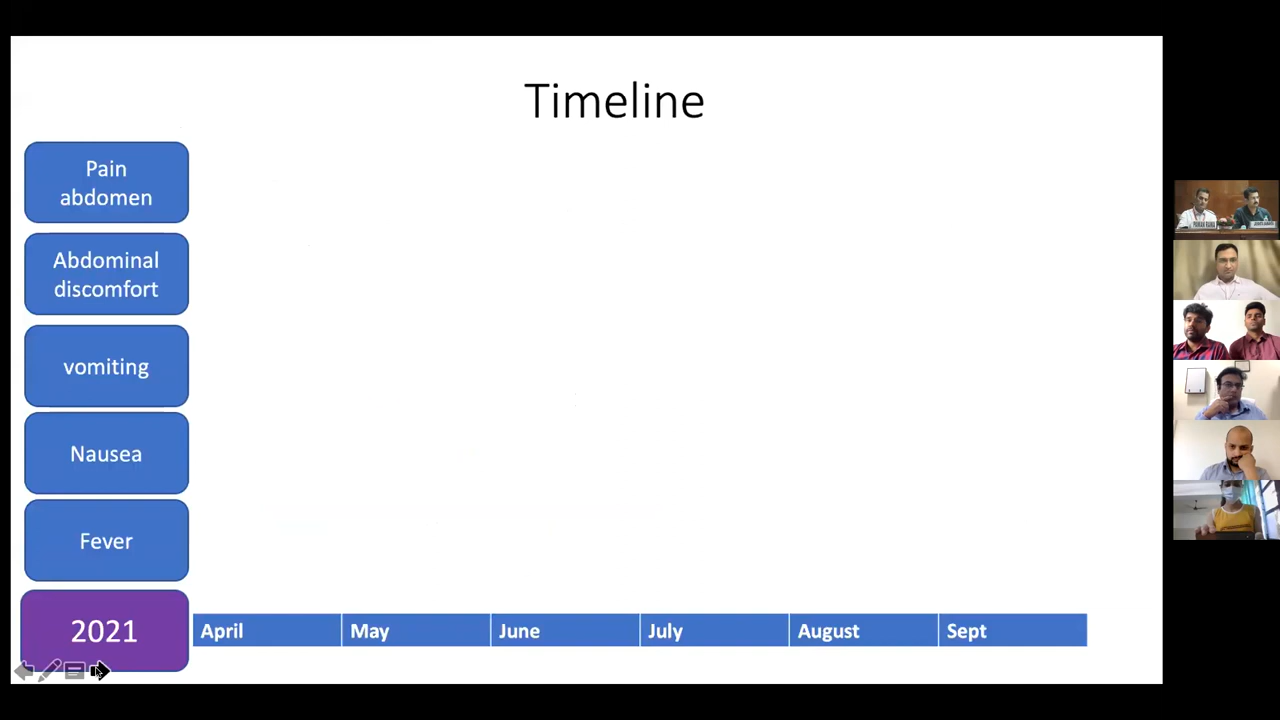 Timeline
Pain
abdomen
Abdominal
discomfort
vomiting
Nausea
Fever
2021
April
May
June
July
August
Sept